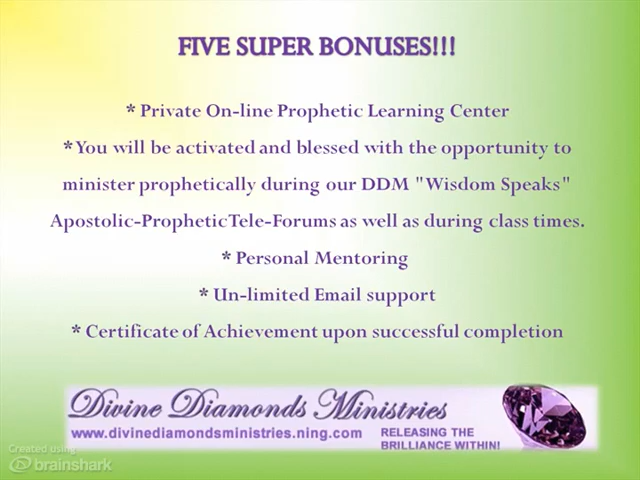 FIVE SUPER BONUSES!!!
* Private On-line Prophetic Learning Center
* You will be activated and blessed with the opportunity to
minister prophetically during our DDM "Wisdom Speaks"
Apostolic-Prophetic Tele-Forums as well as during class times.
* Personal Mentoring
* Un-limited Email support
* Certificate of Achievement upon successful completion
Divine Diamonds Ministries
www.divinediamondsministries.ning.com
RELEASING THE
BRILLIANCE WITHIN!
Created using
brainshark